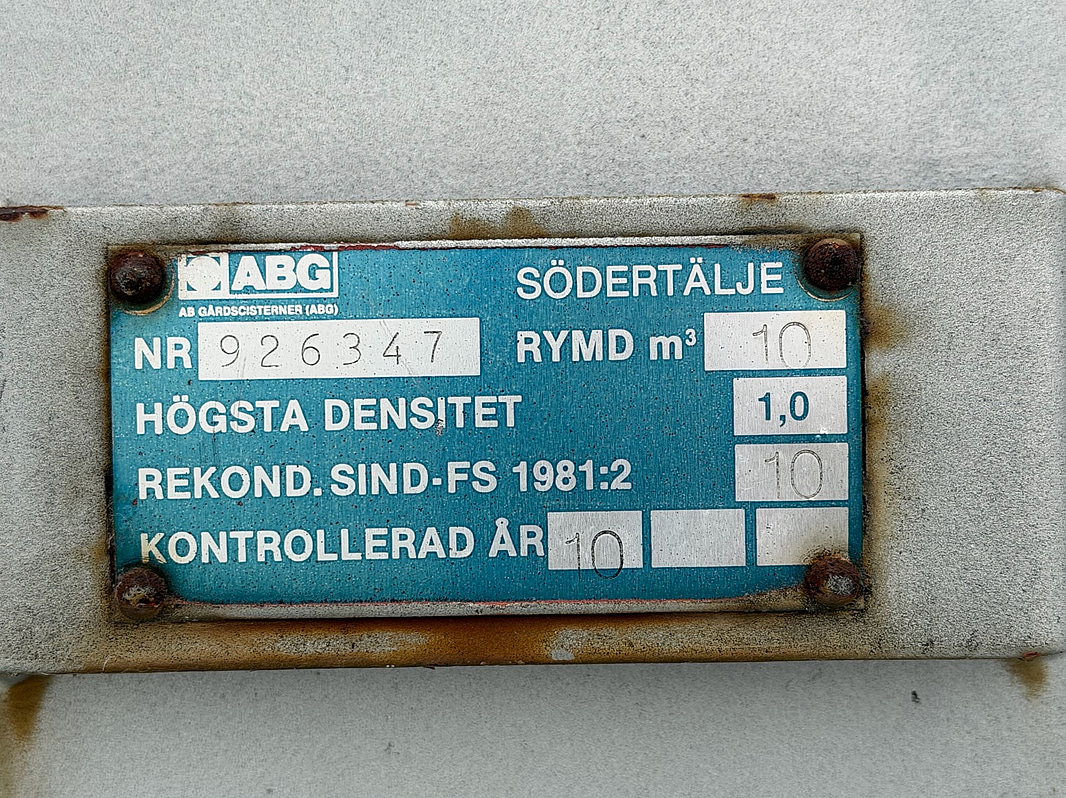 ABG SÖDERTÄLJE
AB GÅRDSCISTERNER (ABG)
NR 926347 RYMD m³ 10
HÖGSTA DENSITET 1,0
REKOND. SIND-FS 1981:2 10
KONTROLLERAD ÅR 10